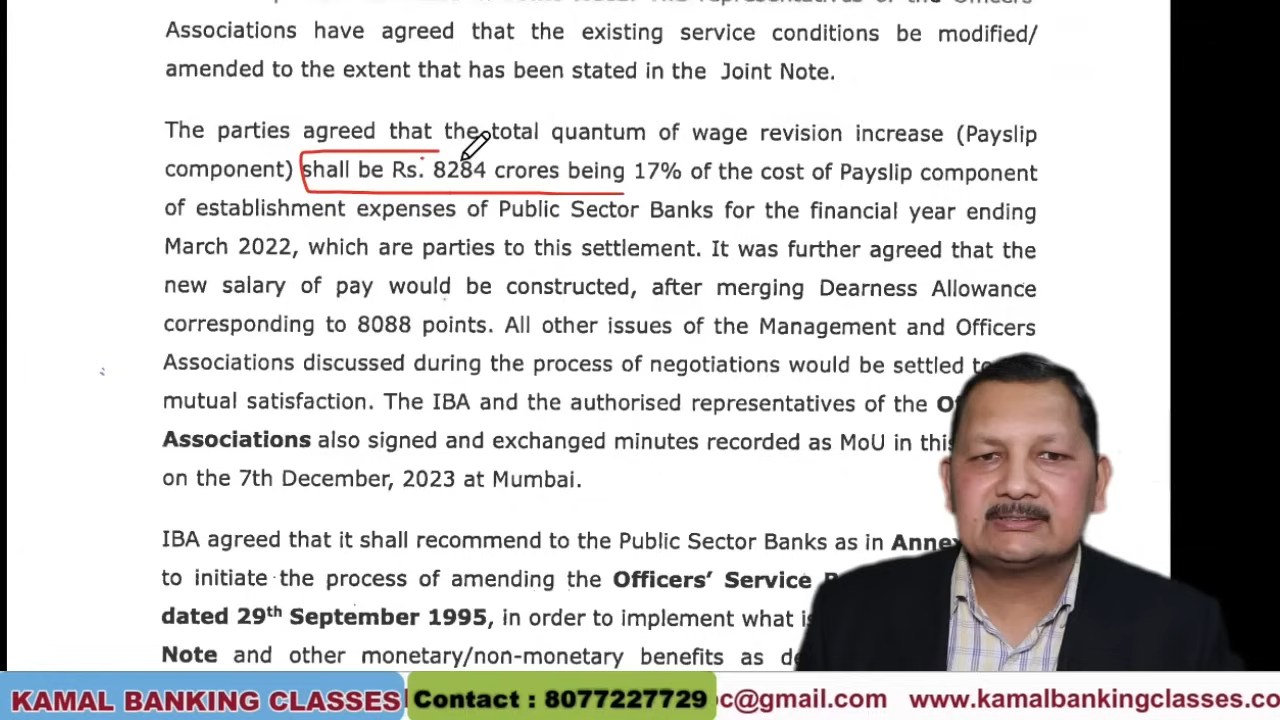 Associations have agreed that the existing service conditions be modified/
amended to the extent that has been stated in the Joint Note.
The parties agreed that the total quantum of wage revision increase (Payslip
component) shall be Rs. 8284 crores being 17% of the cost of Payslip component
of establishment expenses of Public Sector Banks for the financial year ending
March 2022, which are parties to this settlement. It was further agreed that the
new salary of pay would be constructed, after merging Dearness Allowance
corresponding to 8088 points. All other issues of the Management and Officers
Associations discussed during the process of negotiations would be settled
mutual satisfaction. The IBA and the authorised representatives of the
Associations also signed and exchanged minutes recorded as MoU in this
on the 7th December, 2023 at Mumbai.
IBA agreed that it shall recommend to the Public Sector Banks as in
to initiate the process of amending the Officers' Service
dated 29th September 1995, in order to implement what
Note and other monetary/non-monetary benefits as
KAMAL BANKING CLASSES Contact : 8077227729 c@gmail.com www.kamalbankingclasses.co